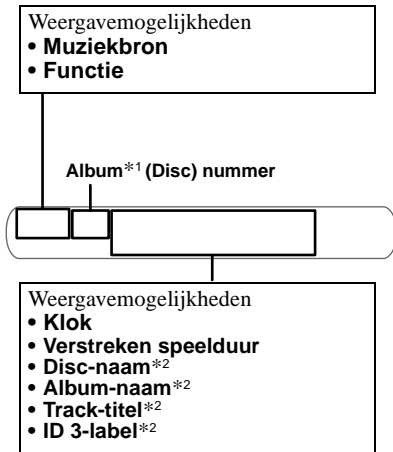 Weergavemogelijkheden
• Muziekbron
• Functie
Album*1 (Disc) nummer
Weergavemogelijkheden
• Klok
• Verstreken speelduur
• Disc-naam*2
• Album-naam*2
• Track-titel*2
• ID 3-label*2